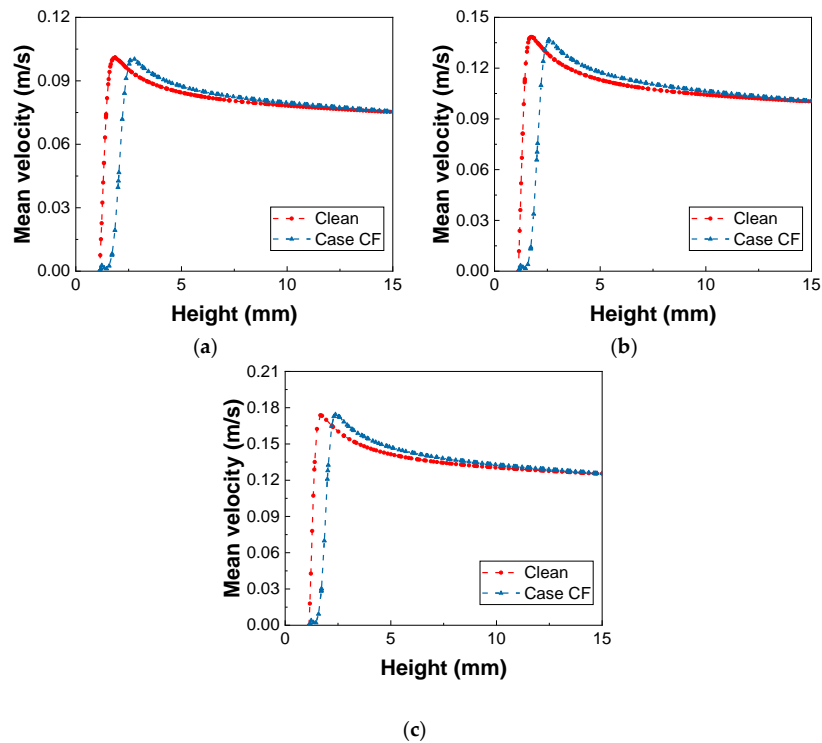 0.12
0.09
0.06
0.03
0.00
Mean velocity (m/s)
Clean
Case CF
0
5
10
15
Height (mm)
(a)
0.15
0.12
0.09
0.06
0.03
0.00
Mean velocity (m/s)
Clean
Case CF
0
5
10
15
Height (mm)
(b)
0.21
0.18
0.15
0.12
0.09
0.06
0.03
0.00
Mean velocity (m/s)
Clean
Case CF
0
5
10
15
Height (mm)
(c)